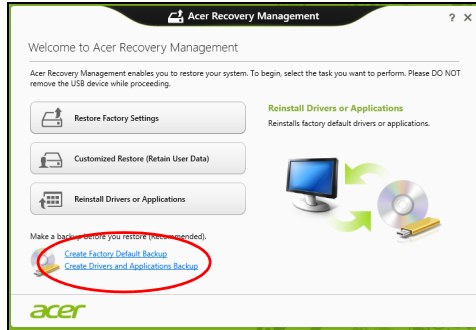 Acer Recovery Management
? X
Welcome to Acer Recovery Management
Acer Recovery Management enables you to restore your system. To begin, select the task you want to perform. Please DO NOT
remove the USB device while proceeding.
Restore Factory Settings
Customized Restore (Retain User Data)
Reinstall Drivers or Applications
Reinstall Drivers or Applications
Reinstalls factory default drivers or applications.
Make a backup before you restore (Recommended).
Create Factory Default Backup
Create Drivers and Applications Backup
acer